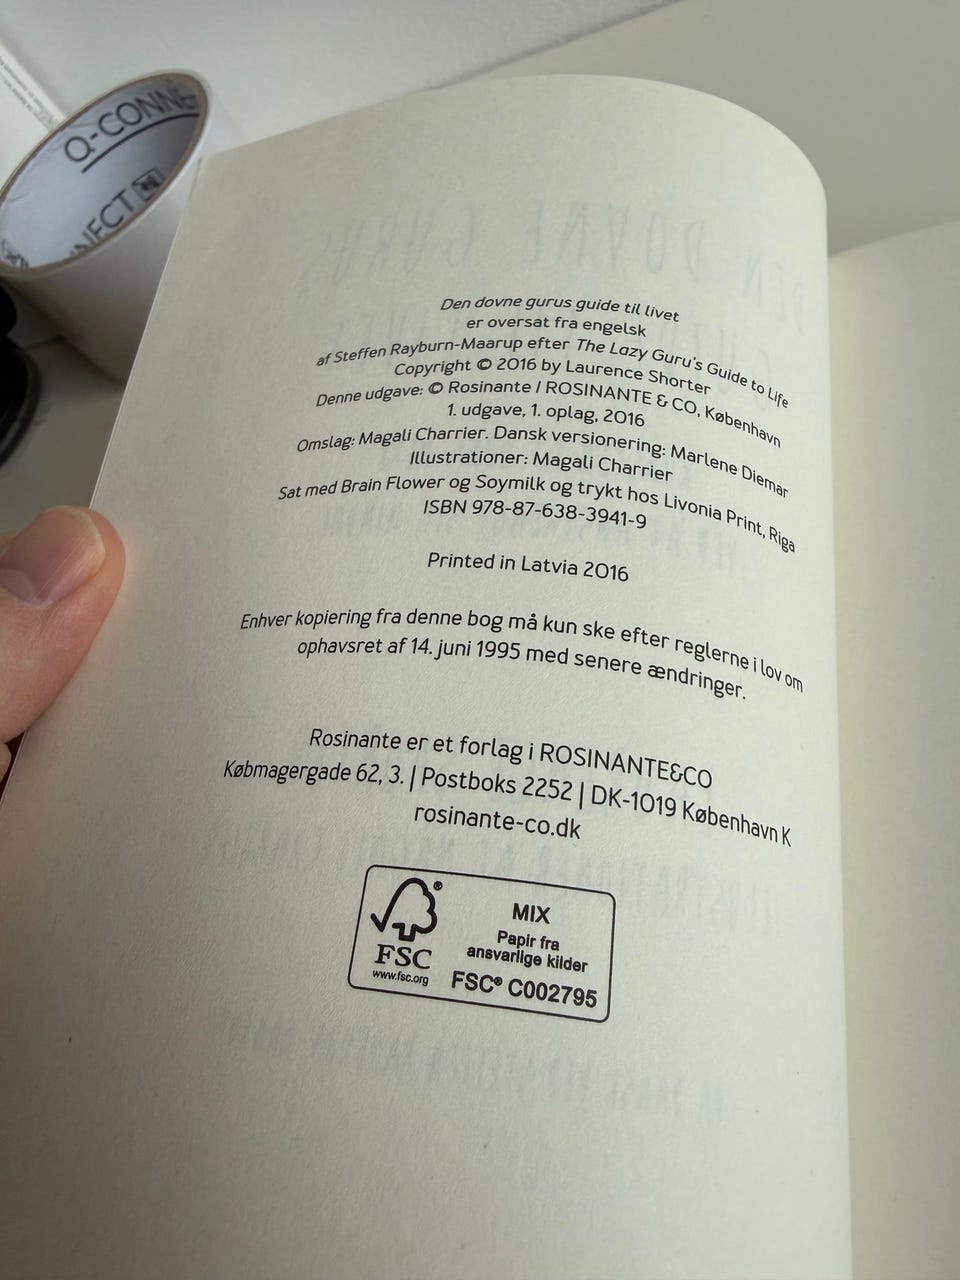 Q-CONNE
NNECT
Den dovne gurus guide til livet
er oversat fra engelsk
af Steffen Rayburn-Maarup efter The Lazy Guru's Guide to Life
Copyright © 2016 by Laurence Shorter
Denne udgave: © Rosinante / ROSINANTE & CO, København
1. udgave, 1. oplag, 2016
Omslag: Magali Charrier. Dansk versionering: Marlene Diemar
Illustrationer: Magali Charrier
Sat med Brain Flower og Soymilk og trykt hos Livonia Print, Riga
ISBN 978-87-638-3941-9
Printed in Latvia 2016
Enhver kopiering fra denne bog må kun ske efter reglerne i lov om
ophavsret af 14. juni 1995 med senere ændringer.
Rosinante er et forlag i ROSINANTE&CO
Købmagergade 62, 3. | Postboks 2252 | DK-1019 København K
rosinante-co.dk
FSC®
www.fsc.org
MIX
Papir fra
ansvarlige kilder
FSC® C002795